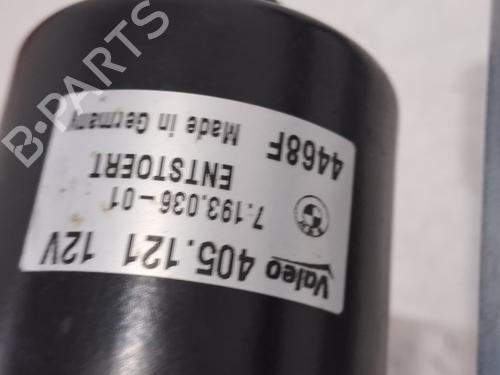 Valeo 405.121 12V
7.193.036-01
ENTSTOERT
4468F Made in Germany
B-PARTS